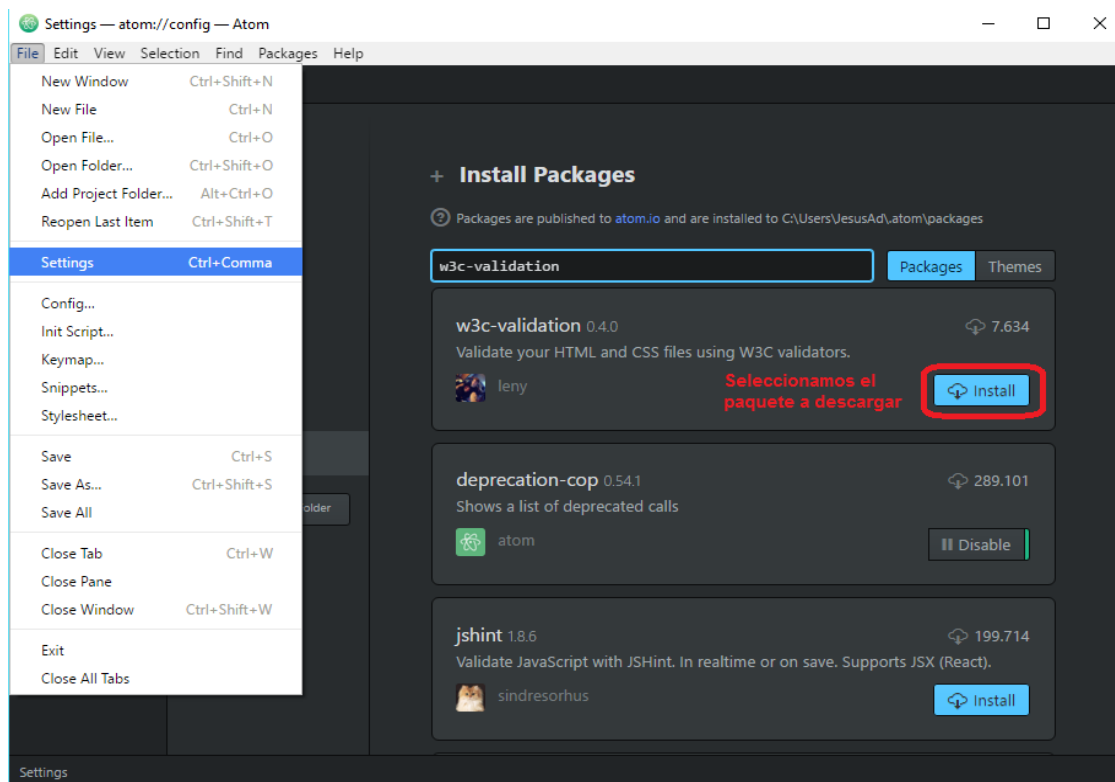 Settings — atom://config — Atom
File Edit View Selection Find Packages Help
New Window Ctrl+Shift+N
New File Ctrl+N
Open File... Ctrl+O
Open Folder... Ctrl+Shift+O
Add Project Folder... Alt+Ctrl+O
Reopen Last Item Ctrl+Shift+T
Settings Ctrl+Comma
Config...
Init Script...
Keymap...
Snippets...
Stylesheet...
Save Ctrl+S
Save As... Ctrl+Shift+S
Save All
Close Tab Ctrl+W
Close Pane
Close Window Ctrl+Shift+W
Exit
Close All Tabs
older
+ Install Packages
? Packages are published to atom.io and are installed to C:\Users\JesusAd\.atom\packages
w3c-validation
Packages Themes
w3c-validation 0.4.0 7.634
Validate your HTML and CSS files using W3C validators.
leny
Seleccionamos el
paquete a descargar
Install
deprecation-cop 0.54.1 289.101
Shows a list of deprecated calls
atom
Disable
jshint 1.8.6 199.714
Validate JavaScript with JSHint. In realtime or on save. Supports JSX (React).
sindresorhus
Install
Settings